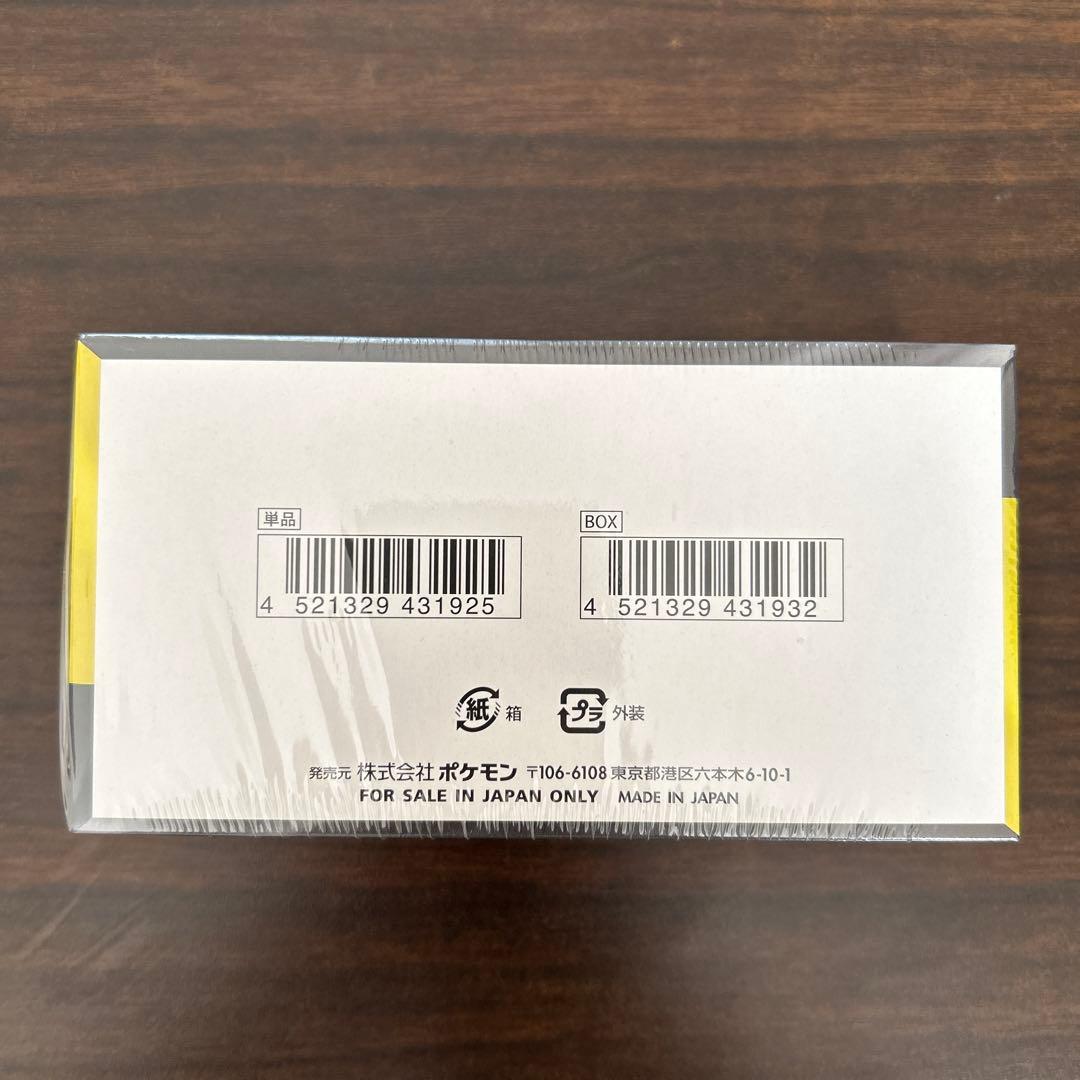 単品
4 521329 431925
BOX
4 521329 431932
紙 箱
プラ 外装
発売元 株式会社 ポケモン 〒106-6108 東京都港区六本木6-10-1
FOR SALE IN JAPAN ONLY MADE IN JAPAN